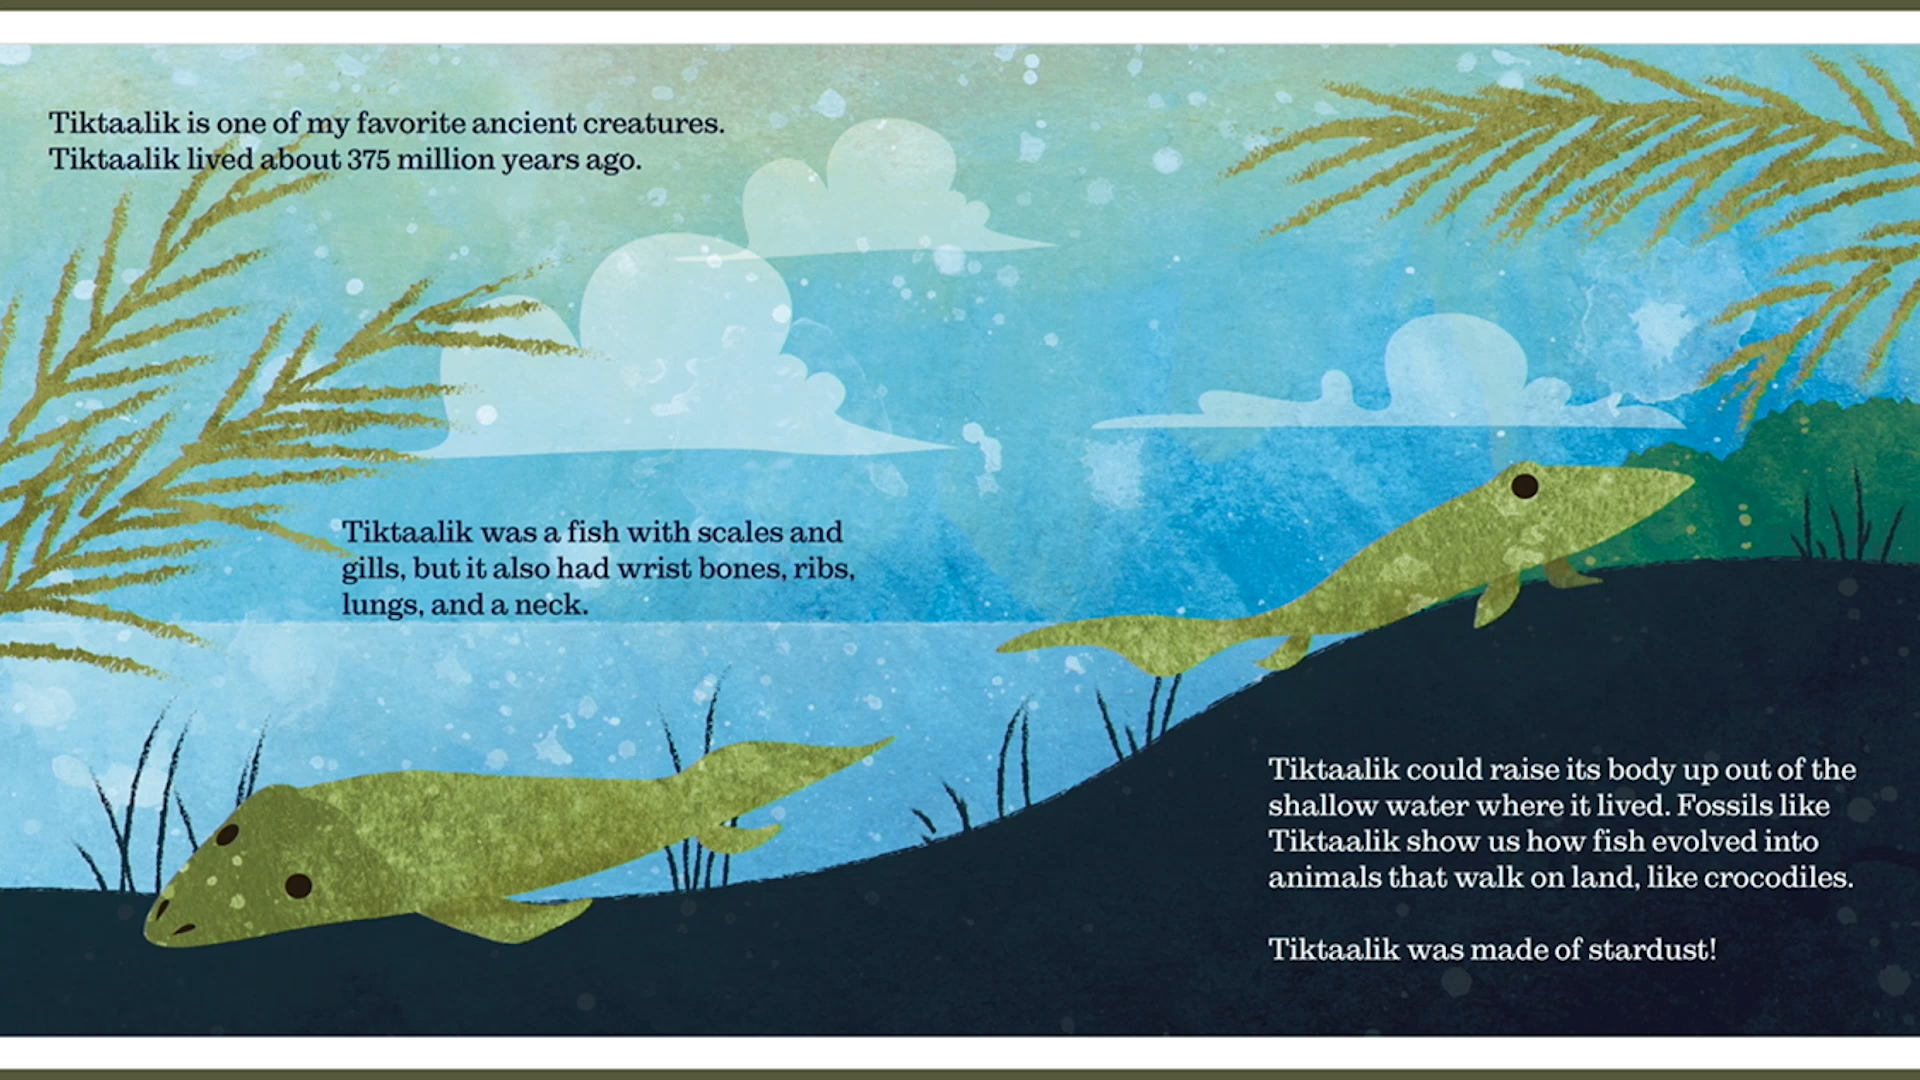 Tiktaalik is one of my favorite ancient creatures.
Tiktaalik lived about 375 million years ago.
Tiktaalik was a fish with scales and
gills, but it also had wrist bones, ribs,
lungs, and a neck.
Tiktaalik could raise its body up out of the
shallow water where it lived. Fossils like
Tiktaalik show us how fish evolved into
animals that walk on land, like crocodiles.
Tiktaalik was made of stardust!